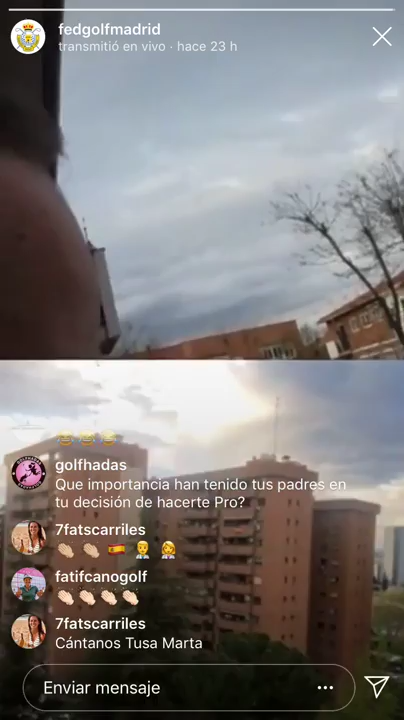 fedgolfmadrid
transmitió en vivo · hace 23 h
golfhadas
Que importancia han tenido tus padres en
tu decisión de hacerte Pro?
7fatscarriles
fatifcanogolf
7fatscarriles
Cántanos Tusa Marta
Enviar mensaje